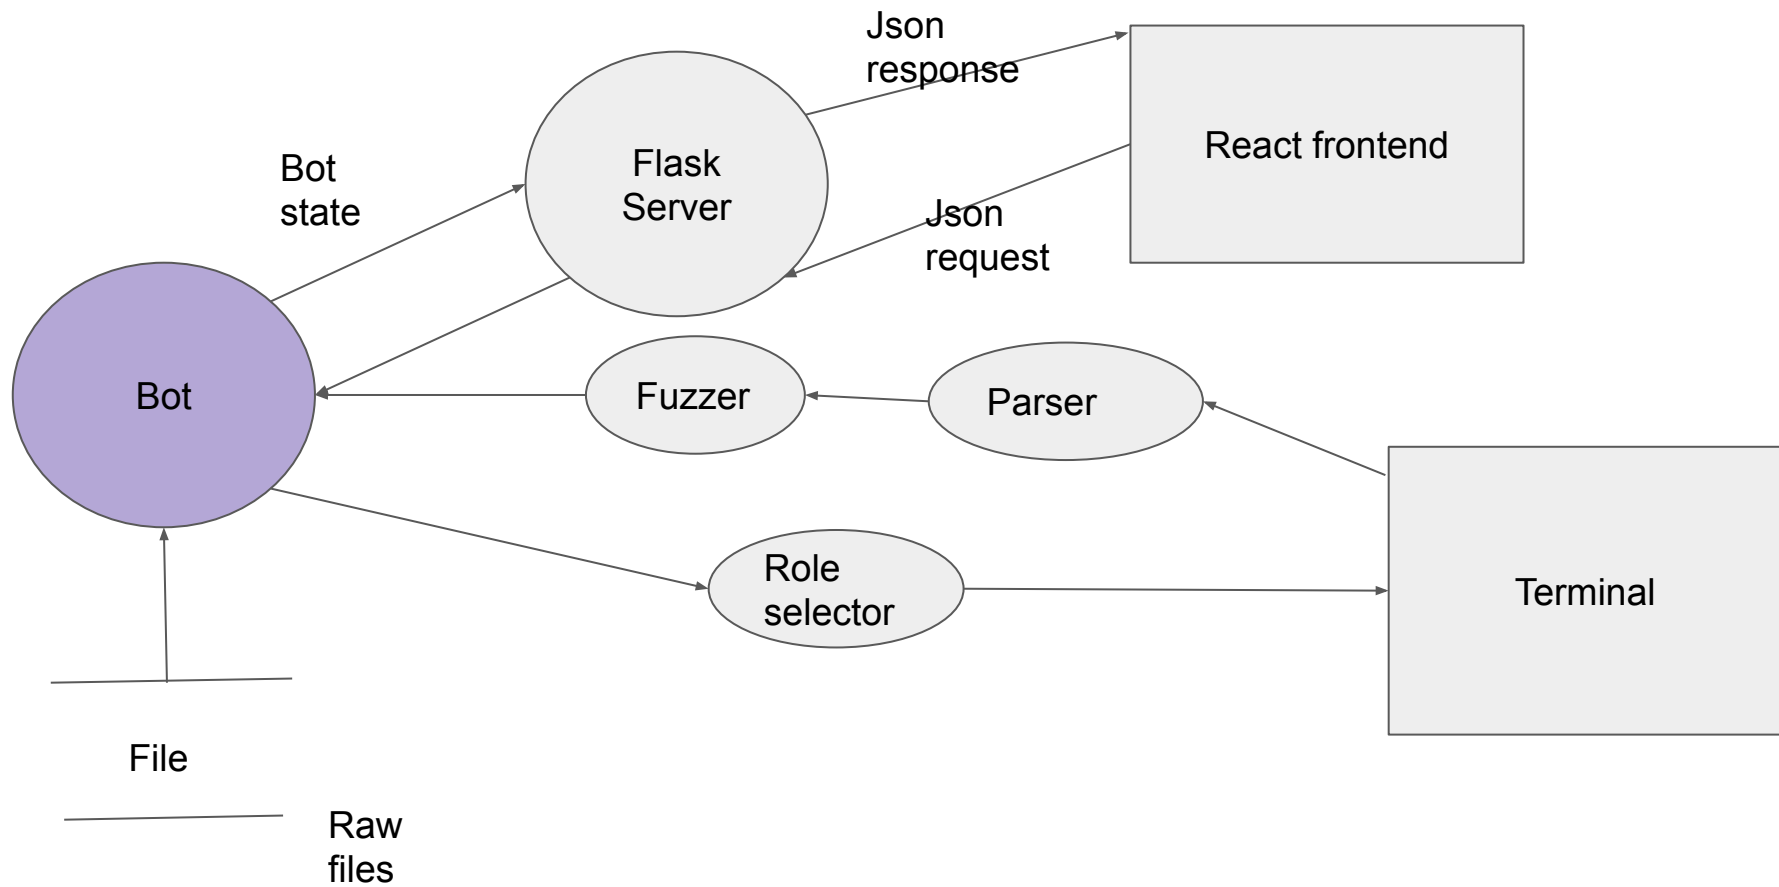 Json
response
React frontend
Flask
Server
Bot
state
Json
request
Bot
Fuzzer
Parser
Role
selector
Terminal
File
Raw
files